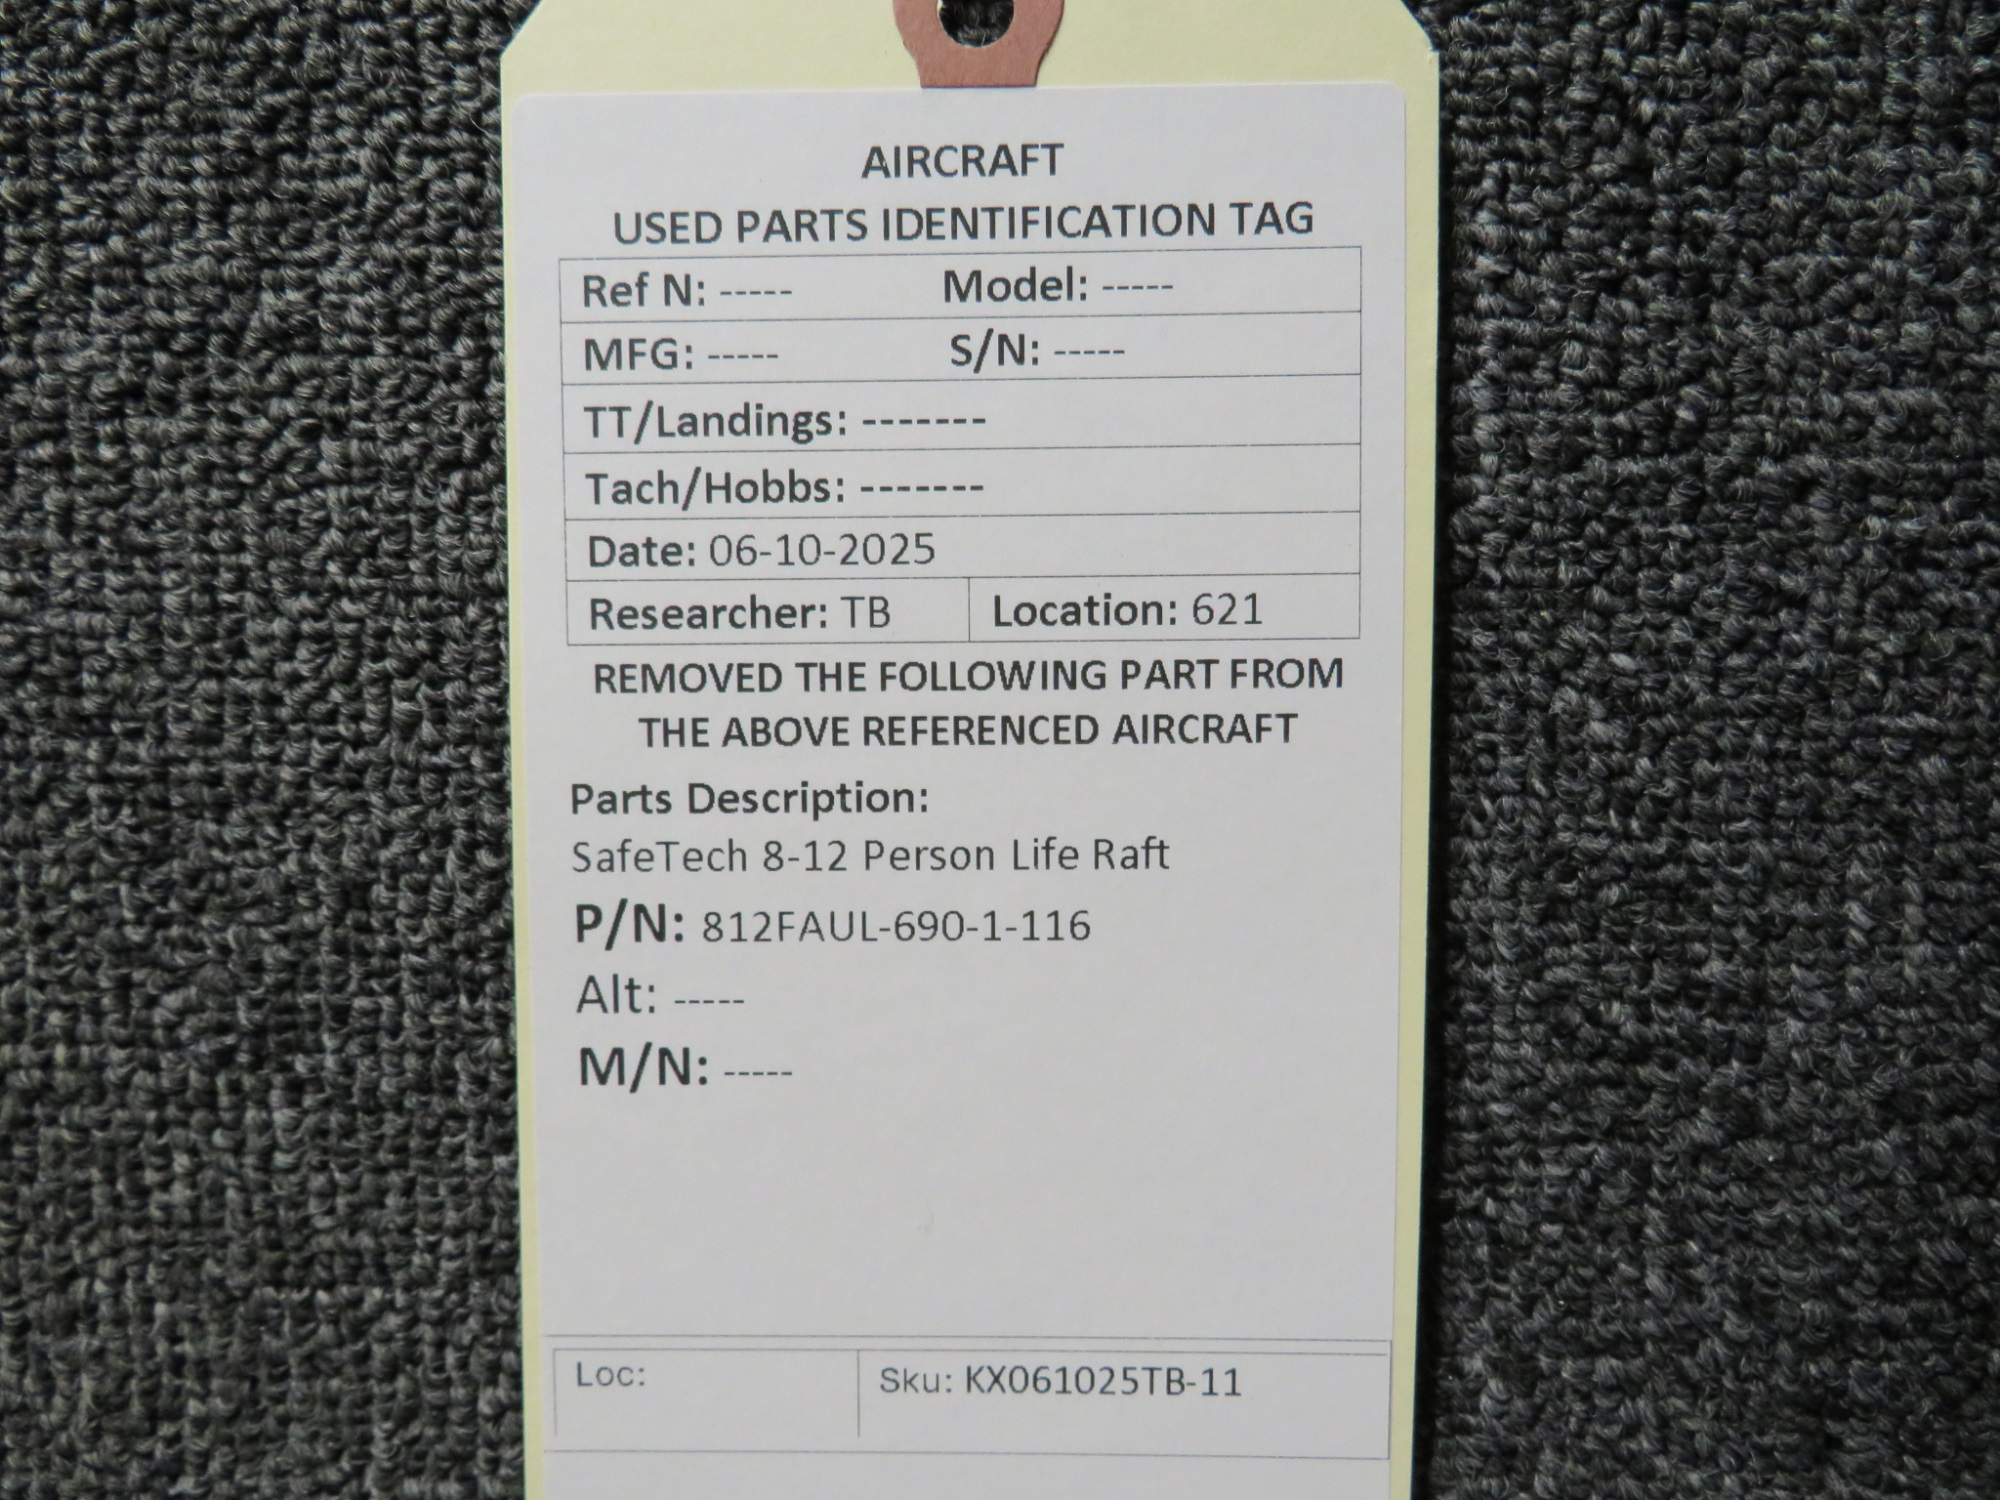 AIRCRAFT
USED PARTS IDENTIFICATION TAG
Ref N: ----- Model: -----
MFG: ----- S/N: -----
TT/Landings: -------
Tach/Hobbs: -------
Date: 06-10-2025
Researcher: TB Location: 621
REMOVED THE FOLLOWING PART FROM
THE ABOVE REFERENCED AIRCRAFT
Parts Description:
SafeTech 8-12 Person Life Raft
P/N: 812FAUL-690-1-116
Alt: -----
M/N: -----
Loc: Sku: KX061025TB-11